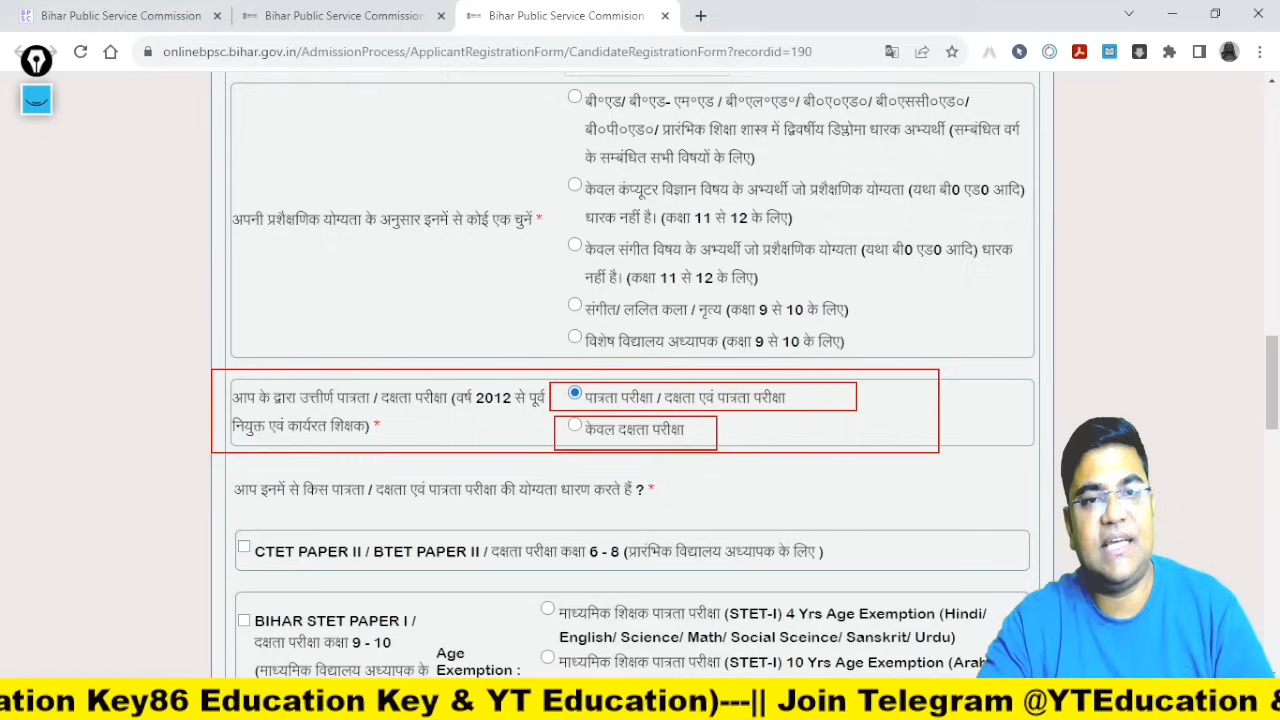 Bihar Public Service Commission
Bihar Public Service Commission
Bihar Public Service Commision
onlinebpsc.bihar.gov.in/AdmissionProcess/ApplicantRegistrationForm/CandidateRegistrationForm?recordid=190
बी०एड/ बी०एड- एम०एड / बी०एल०एड०/ बी०ए०एड०/ बी०एससी०एड०/
बी०पी०एड०/ प्रारंभिक शिक्षा शास्त्र में द्विवर्षीय डिप्लोमा धारक अभ्यर्थी (सम्बंधित वर्ग
के सम्बंधित सभी विषयों के लिए)
केवल कंप्यूटर विज्ञान विषय के अभ्यर्थी जो प्रशैक्षणिक योग्यता (यथा बी0 एड0 आदि)
धारक नहीं है। (कक्षा 11 से 12 के लिए)
अपनी प्रशैक्षणिक योग्यता के अनुसार इनमें से कोई एक चुनें *
केवल संगीत विषय के अभ्यर्थी जो प्रशैक्षणिक योग्यता (यथा बी0 एड0 आदि) धारक
नहीं है। (कक्षा 11 से 12 के लिए)
संगीत/ ललित कला / नृत्य (कक्षा 9 से 10 के लिए)
विशेष विद्यालय अध्यापक (कक्षा 9 से 10 के लिए)
आप के द्वारा उत्तीर्ण पात्रता / दक्षता परीक्षा (वर्ष 2012 से पूर्व
नियुक्त एवं कार्यरत शिक्षक) *
पात्रता परीक्षा / दक्षता एवं पात्रता परीक्षा
केवल दक्षता परीक्षा
आप इनमें से किस पात्रता / दक्षता एवं पात्रता परीक्षा की योग्यता धारण करते हैं ? *
CTET PAPER II / BTET PAPER II / दक्षता परीक्षा कक्षा 6 - 8 (प्रारंभिक विद्यालय अध्यापक के लिए )
BIHAR STET PAPER I /
दक्षता परीक्षा कक्षा 9 - 10
(माध्यमिक विद्यालय अध्यापक के
Age
Exemption :
माध्यमिक शिक्षक पात्रता परीक्षा (STET-I) 4 Yrs Age Exemption (Hindi/
English/ Science/ Math/ Social Sceince/ Sanskrit/ Urdu)
माध्यमिक शिक्षक पात्रता परीक्षा (STET-I) 10 Yrs Age Exemption (Arab
ation Key86 Education Key & YT Education)---|| Join Telegram @YTEducation &